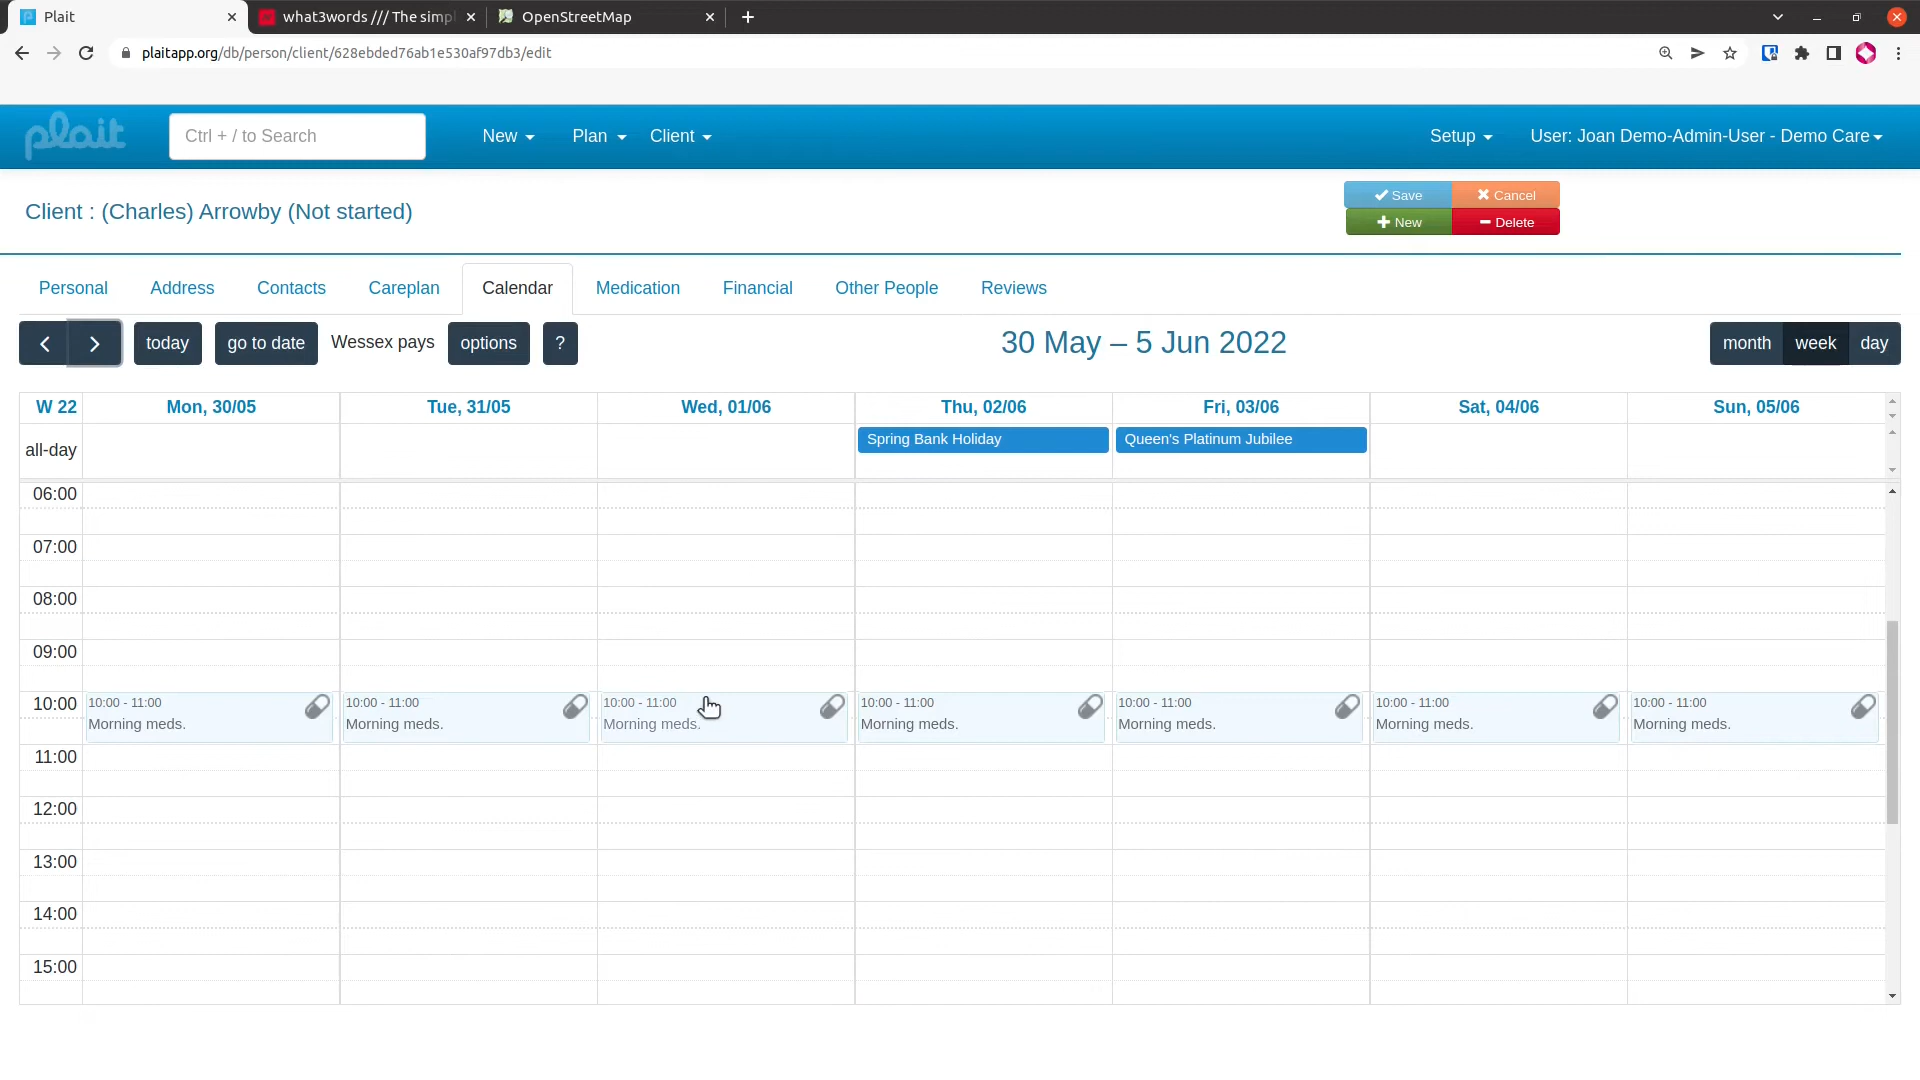 Plait
what3words /// The simp
OpenStreetMap
plaitapp.org/db/person/client/628ebded76ab1e530af97db3/edit
plait
Ctrl + / to Search
New
Plan
Client
Setup
User: Joan Demo-Admin-User - Demo Care
Client : (Charles) Arrowby (Not started)
Save
Cancel
New
Delete
Personal
Address
Contacts
Careplan
Calendar
Medication
Financial
Other People
Reviews
today
go to date
Wessex pays
options
?
30 May – 5 Jun 2022
month
week
day
W 22
Mon, 30/05
Tue, 31/05
Wed, 01/06
Thu, 02/06
Fri, 03/06
Sat, 04/06
Sun, 05/06
all-day
Spring Bank Holiday
Queen's Platinum Jubilee
06:00
07:00
08:00
09:00
10:00
10:00 - 11:00
Morning meds.
10:00 - 11:00
Morning meds.
10:00 - 11:00
Morning meds.
10:00 - 11:00
Morning meds.
10:00 - 11:00
Morning meds.
10:00 - 11:00
Morning meds.
10:00 - 11:00
Morning meds.
11:00
12:00
13:00
14:00
15:00